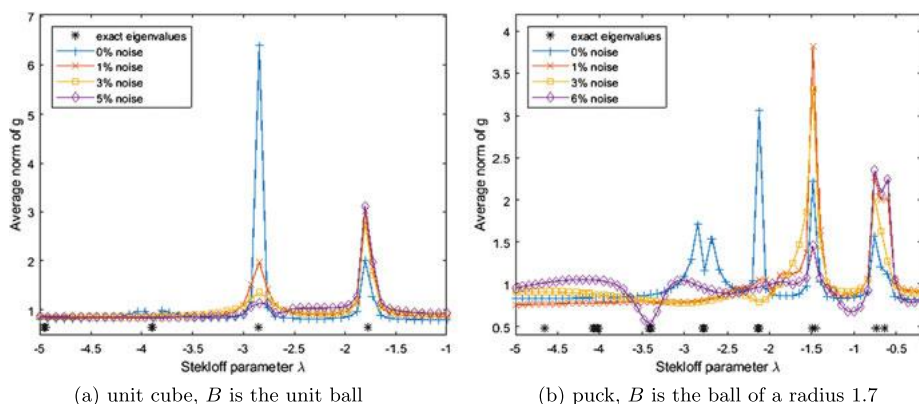 7
6
5
4
3
2
1
Average norm of g
exact eigenvalues
0% noise
1% noise
3% noise
5% noise
-5 -4.5 -4 -3.5 -3 -2.5 -2 -1.5 -1
Stekloff parameter λ
(a) unit cube, B is the unit ball
4
3.5
3
2.5
2
1.5
1
0.5
Average norm of g
exact eigenvalues
0% noise
1% noise
3% noise
6% noise
-5 -4.5 -4 -3.5 -3 -2.5 -2 -1.5 -1 -0.5
Stekloff parameter λ
(b) puck, B is the ball of a radius 1.7